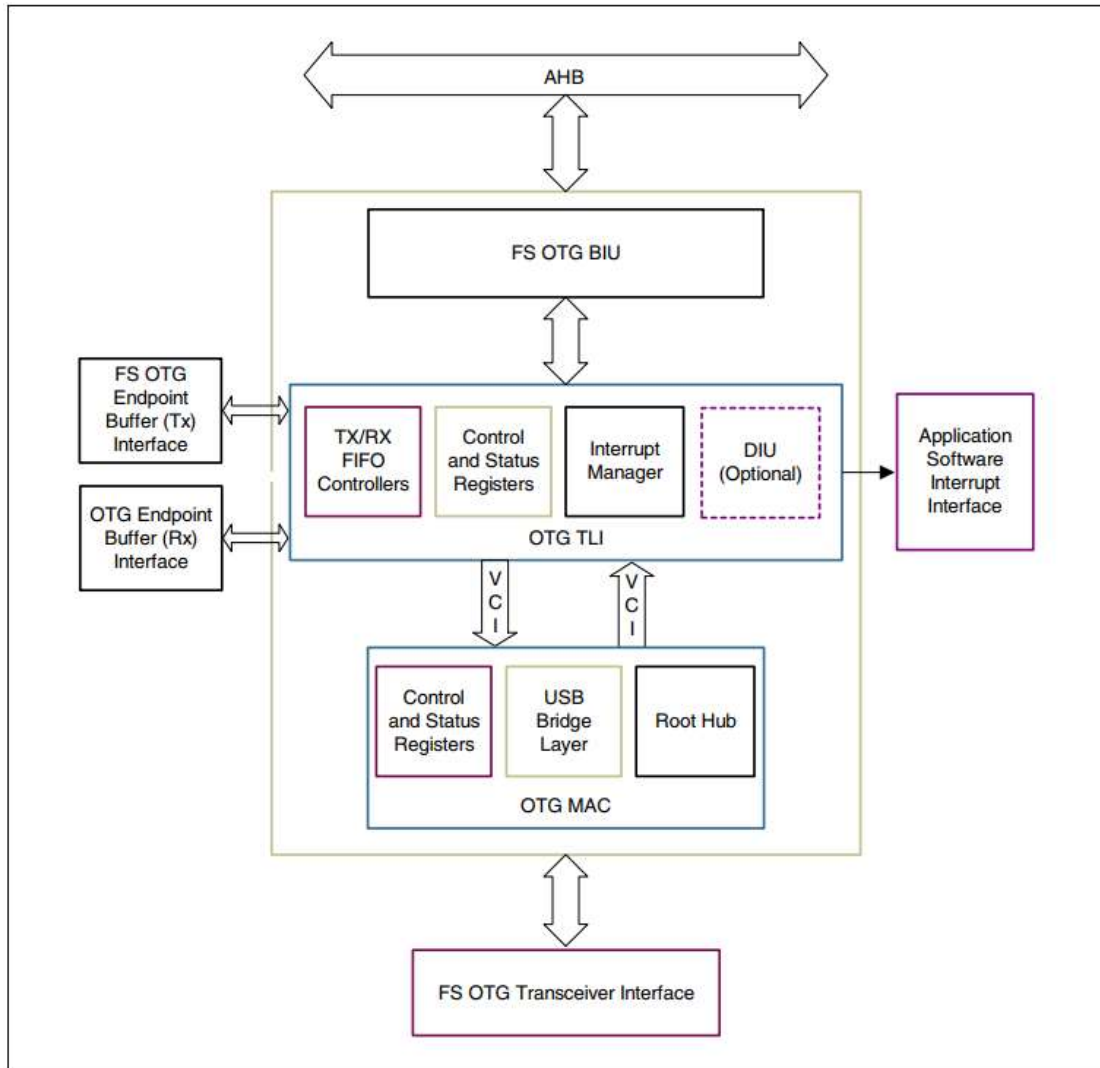 AHB
FS OTG BIU
FS OTG
Endpoint
Buffer (Tx)
Interface
OTG Endpoint
Buffer (Rx)
Interface
TX/RX
FIFO
Controllers
Control
and Status
Registers
Interrupt
Manager
DIU
(Optional)
OTG TLI
Application
Software
Interrupt
Interface
V
C
I
V
C
I
Control
and Status
Registers
USB
Bridge
Layer
Root Hub
OTG MAC
FS OTG Transceiver Interface